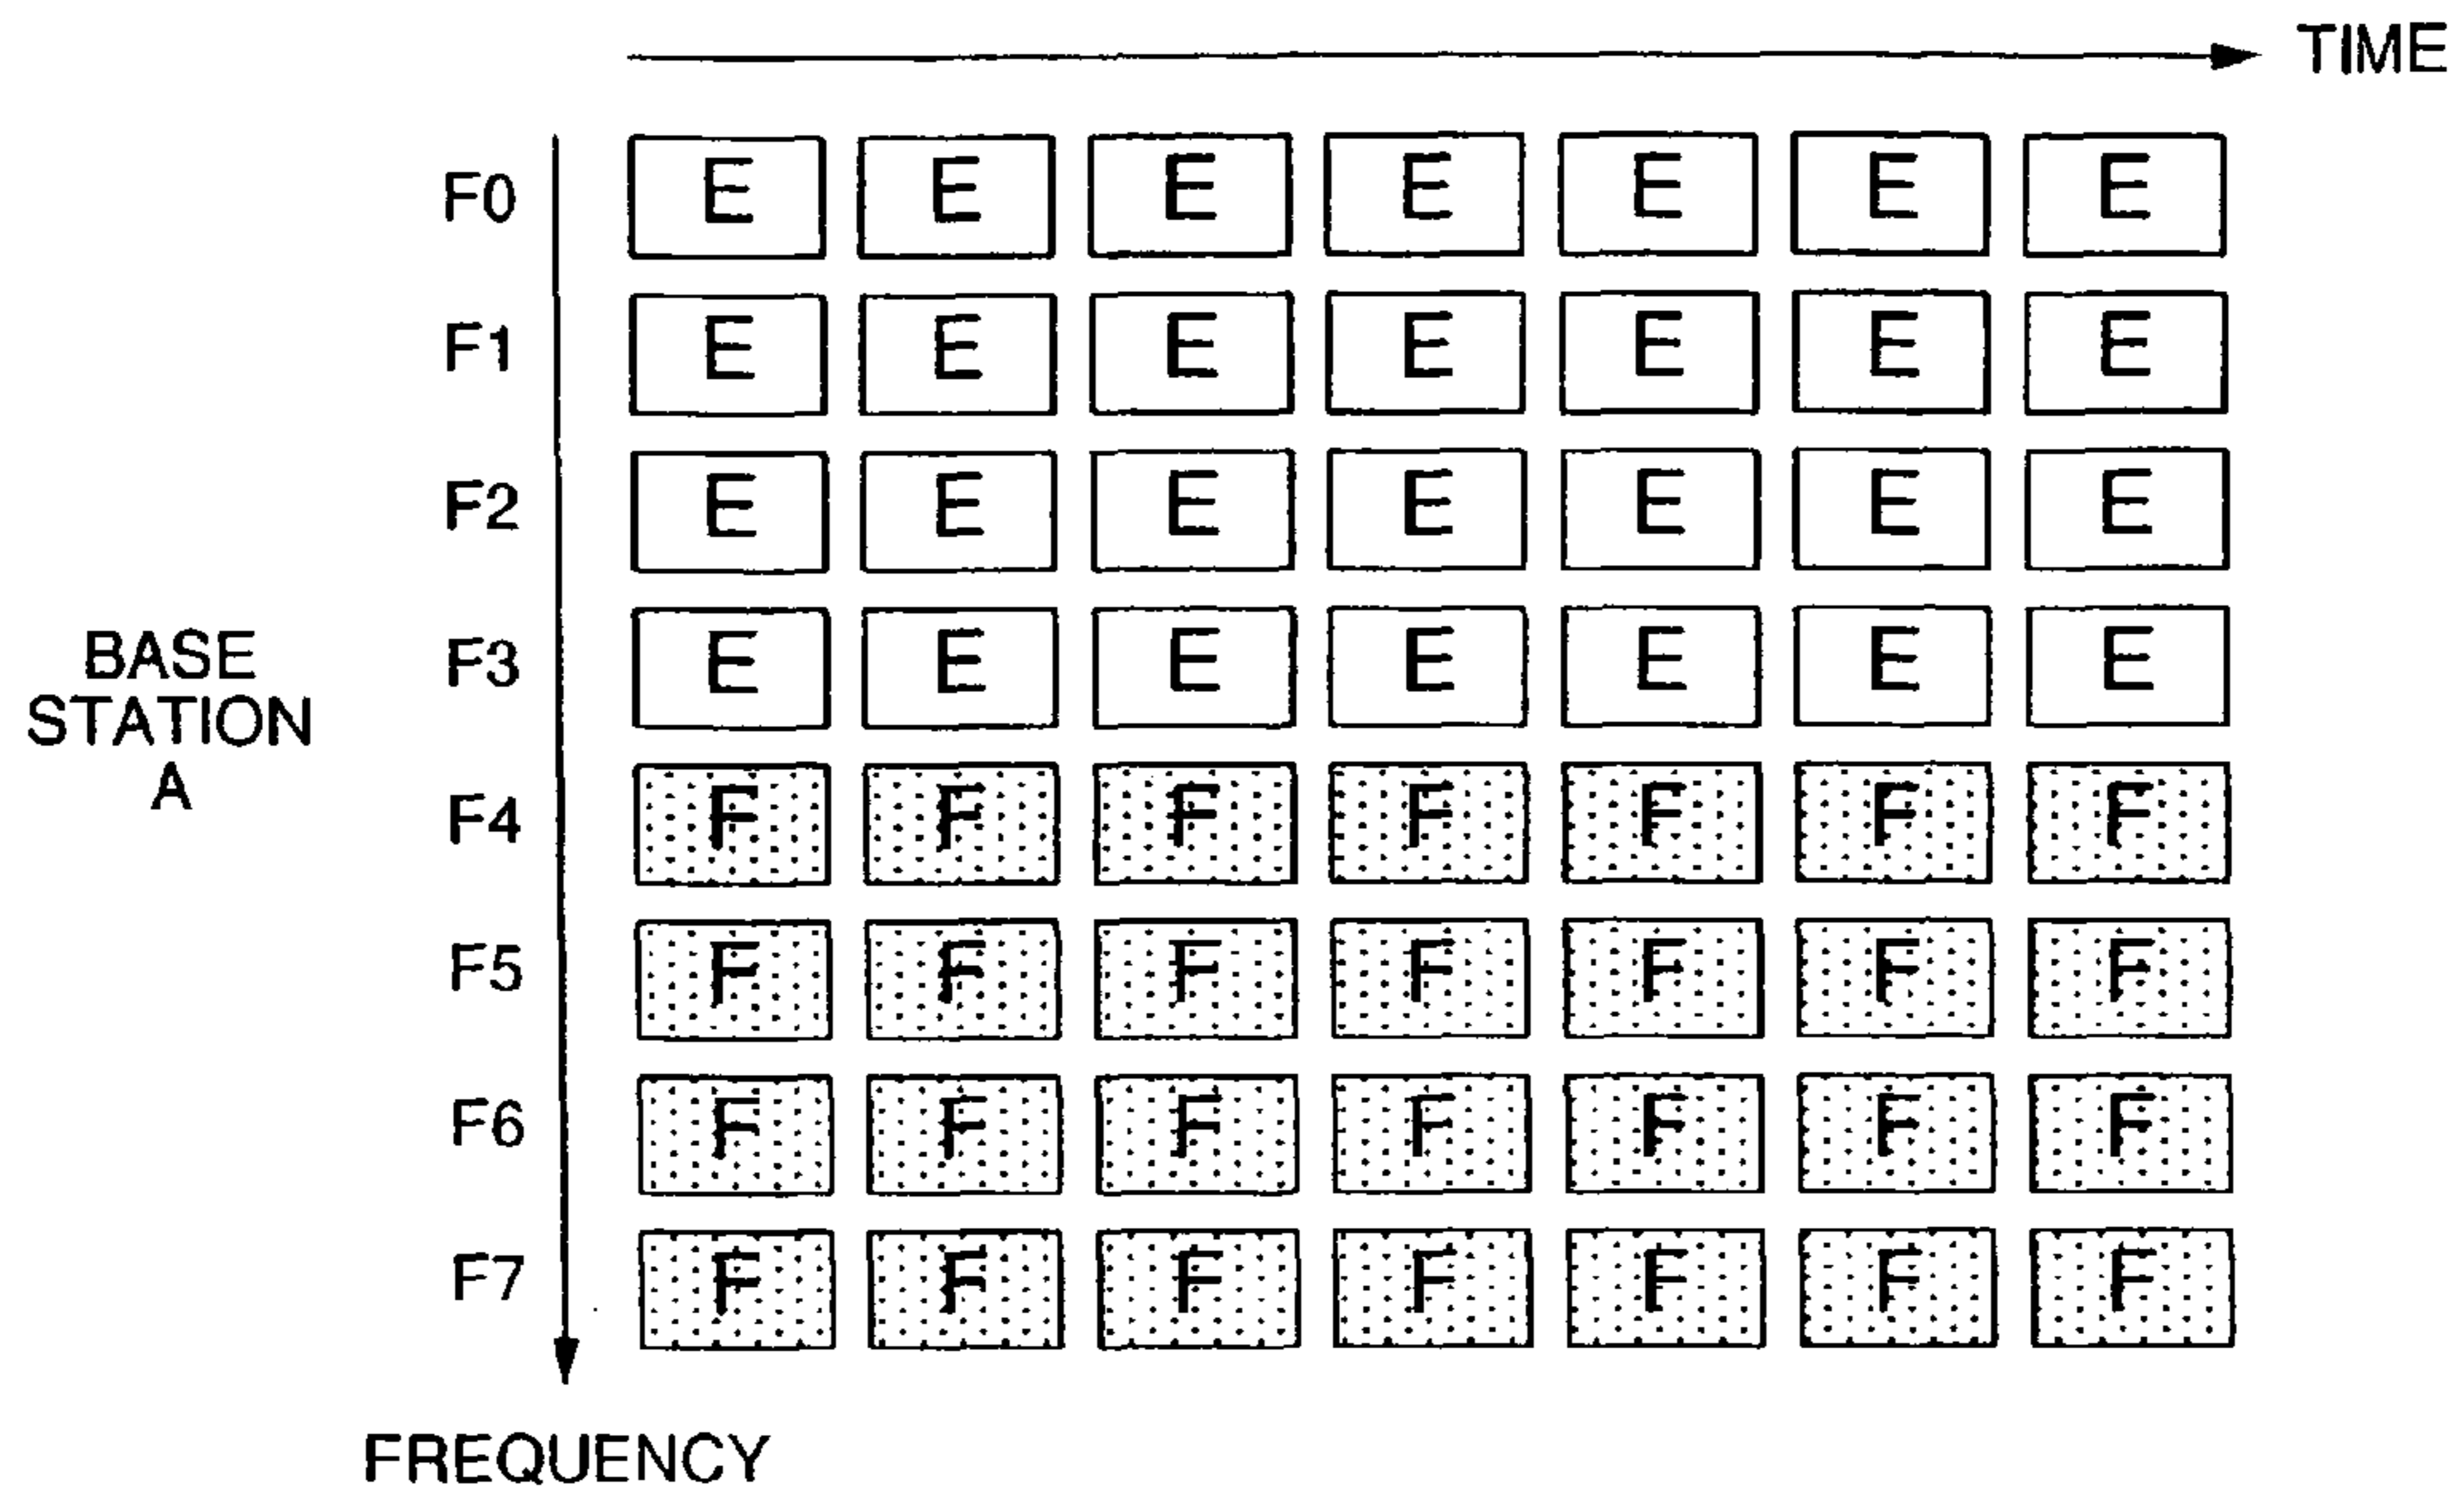 TIME
F0 E E E E E E E
F1 E E E E E E E
F2 E E E E E E E
F3 E E E E E E E
BASE
STATION
A
F4 F F F F F F F
F5 F F F F F F F
F6 F F F F F F F
F7 F F F F F F F
FREQUENCY